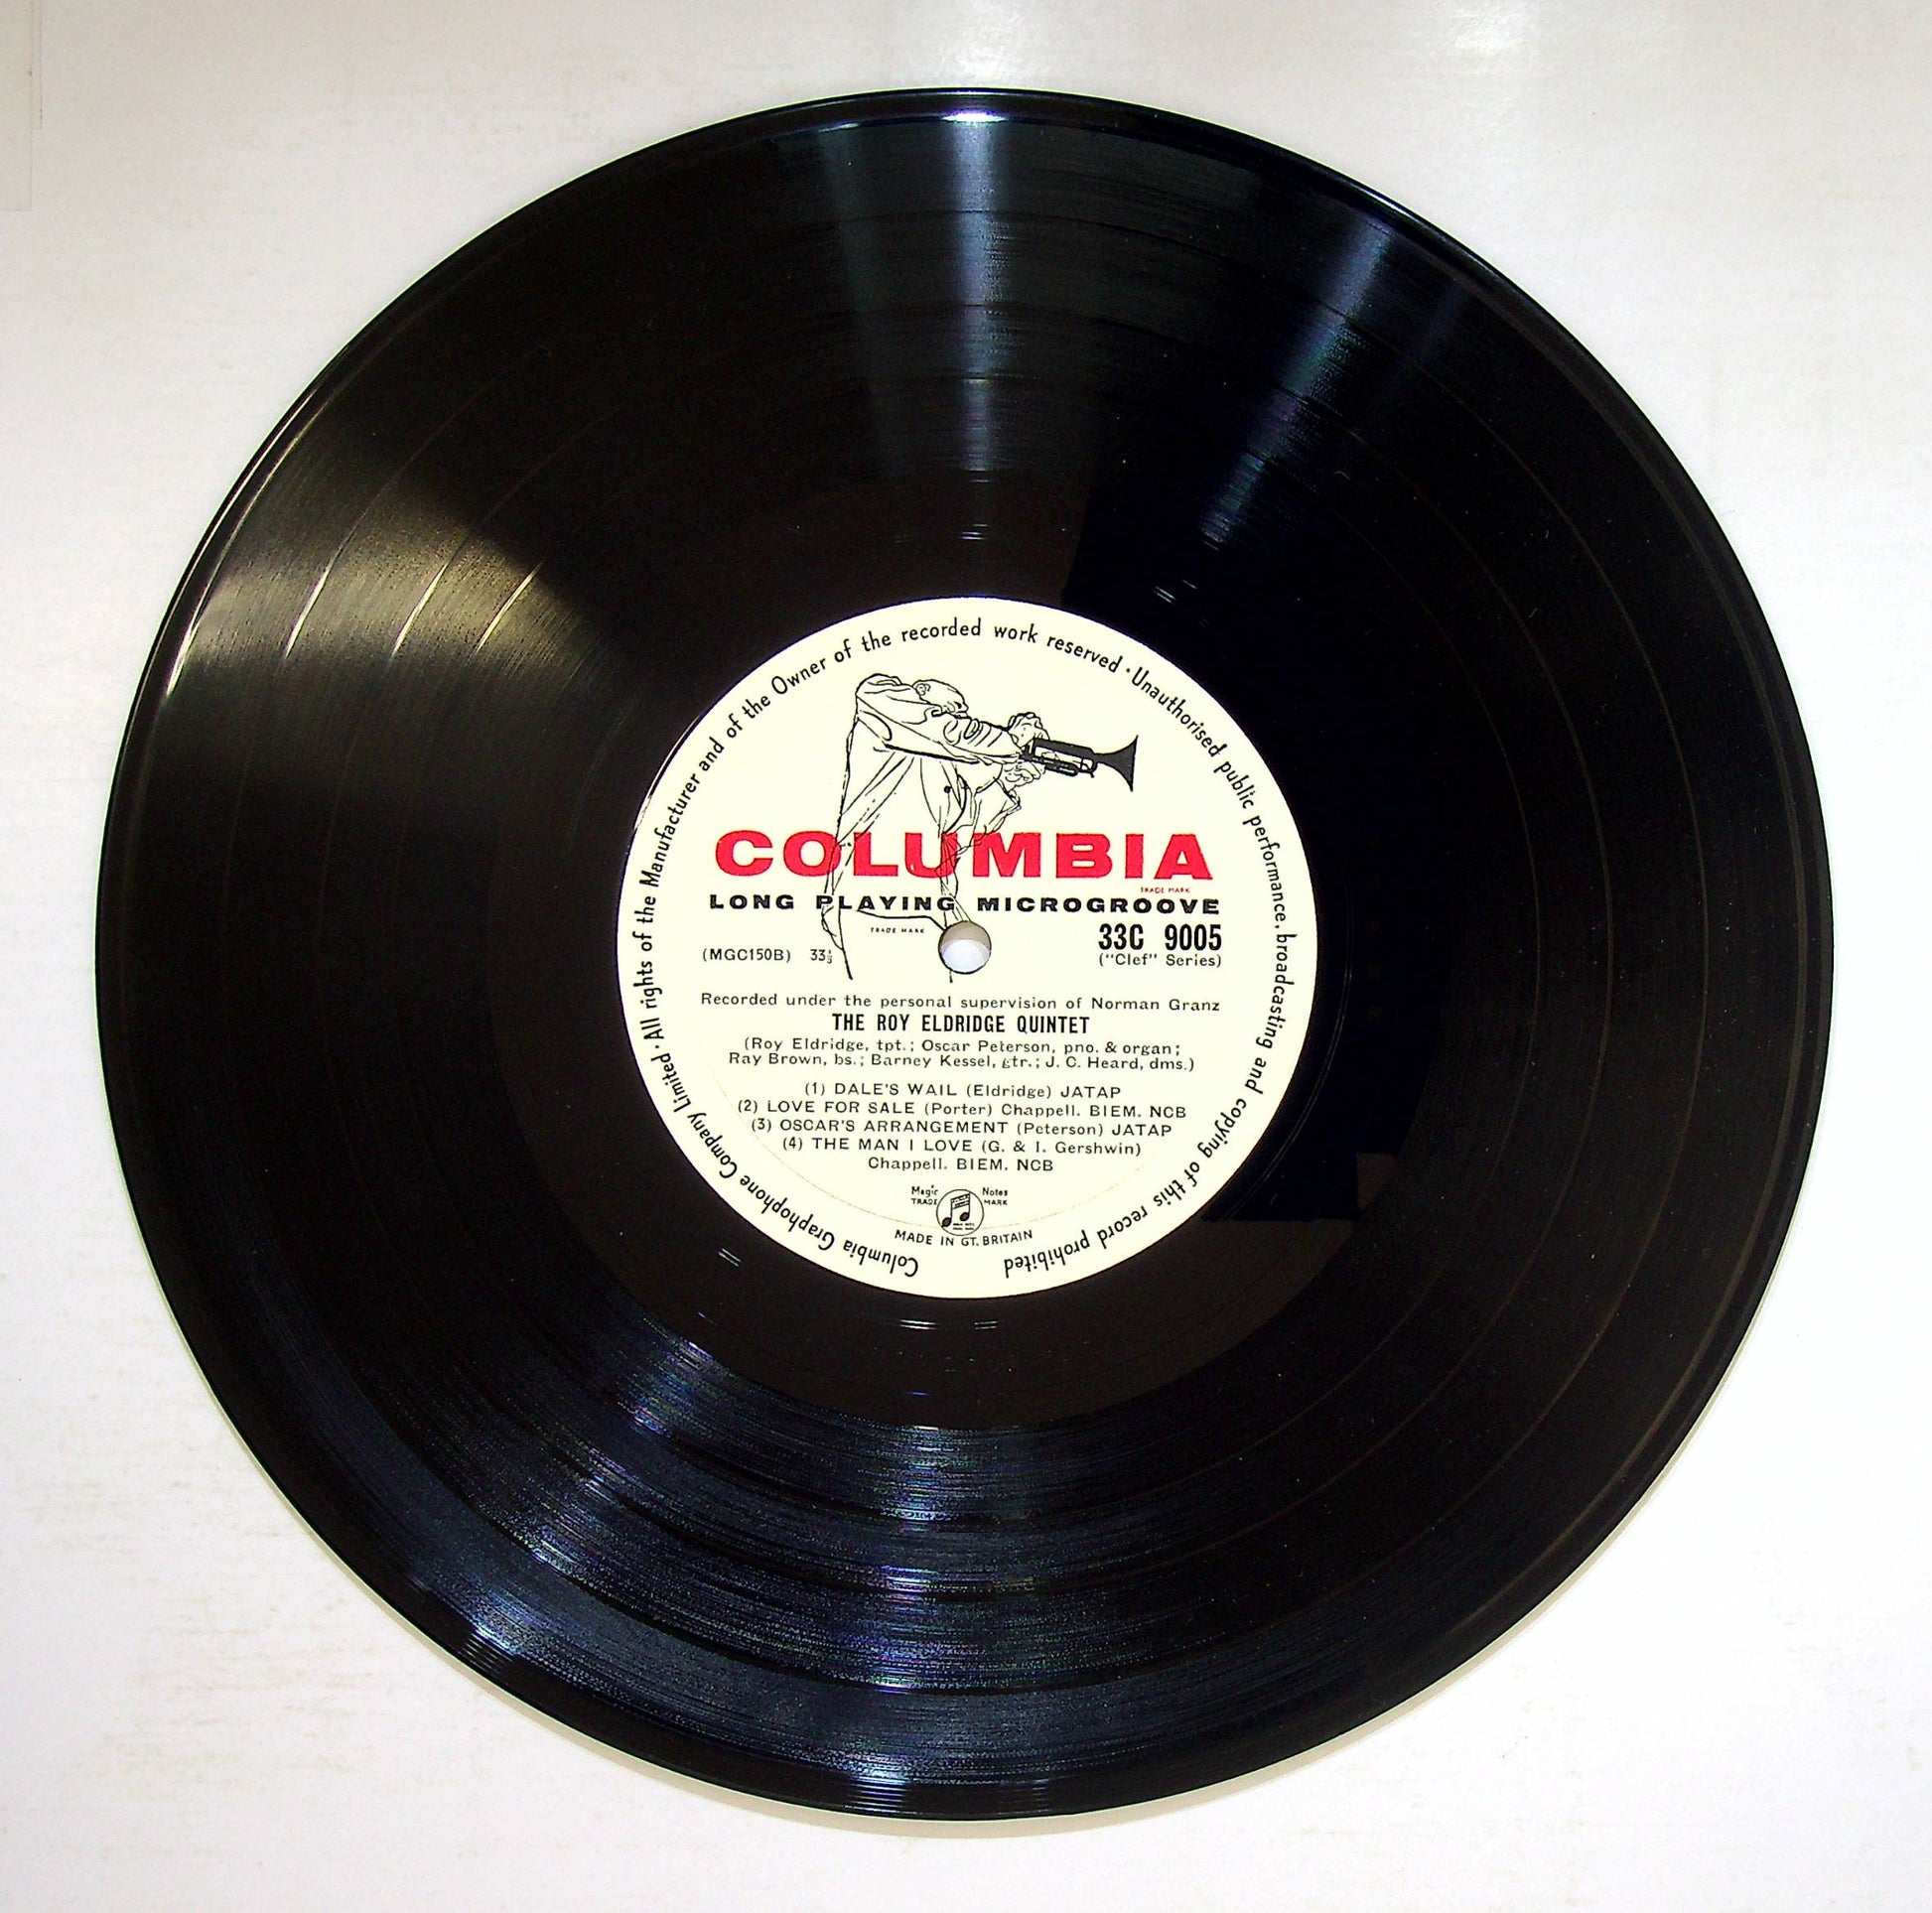 Columbia Graphophone Company Limited · All rights of the Manufacturer and of the Owner of the recorded work reserved · Unauthorised public performance, broadcasting and copying of this record prohibited
COLUMBIA
TRADE MARK
LONG PLAYING MICROGROOVE
TRADE MARK
33C 9005
(MGC150B) 33⅓ ("Clef" Series)
Recorded under the personal supervision of Norman Granz
THE ROY ELDRIDGE QUINTET
(Roy Eldridge, tpt.; Oscar Peterson, pno. & organ;
Ray Brown, bs.; Barney Kessel, gtr.; J. C. Heard, dms.)
(1) DALE'S WAIL (Eldridge) JATAP
(2) LOVE FOR SALE (Porter) Chappell. BIEM. NCB
(3) OSCAR'S ARRANGEMENT (Peterson) JATAP
(4) THE MAN I LOVE (G. & I. Gershwin)
Chappell. BIEM. NCB
Magic Notes
TRADE MARK
MADE IN GT. BRITAIN